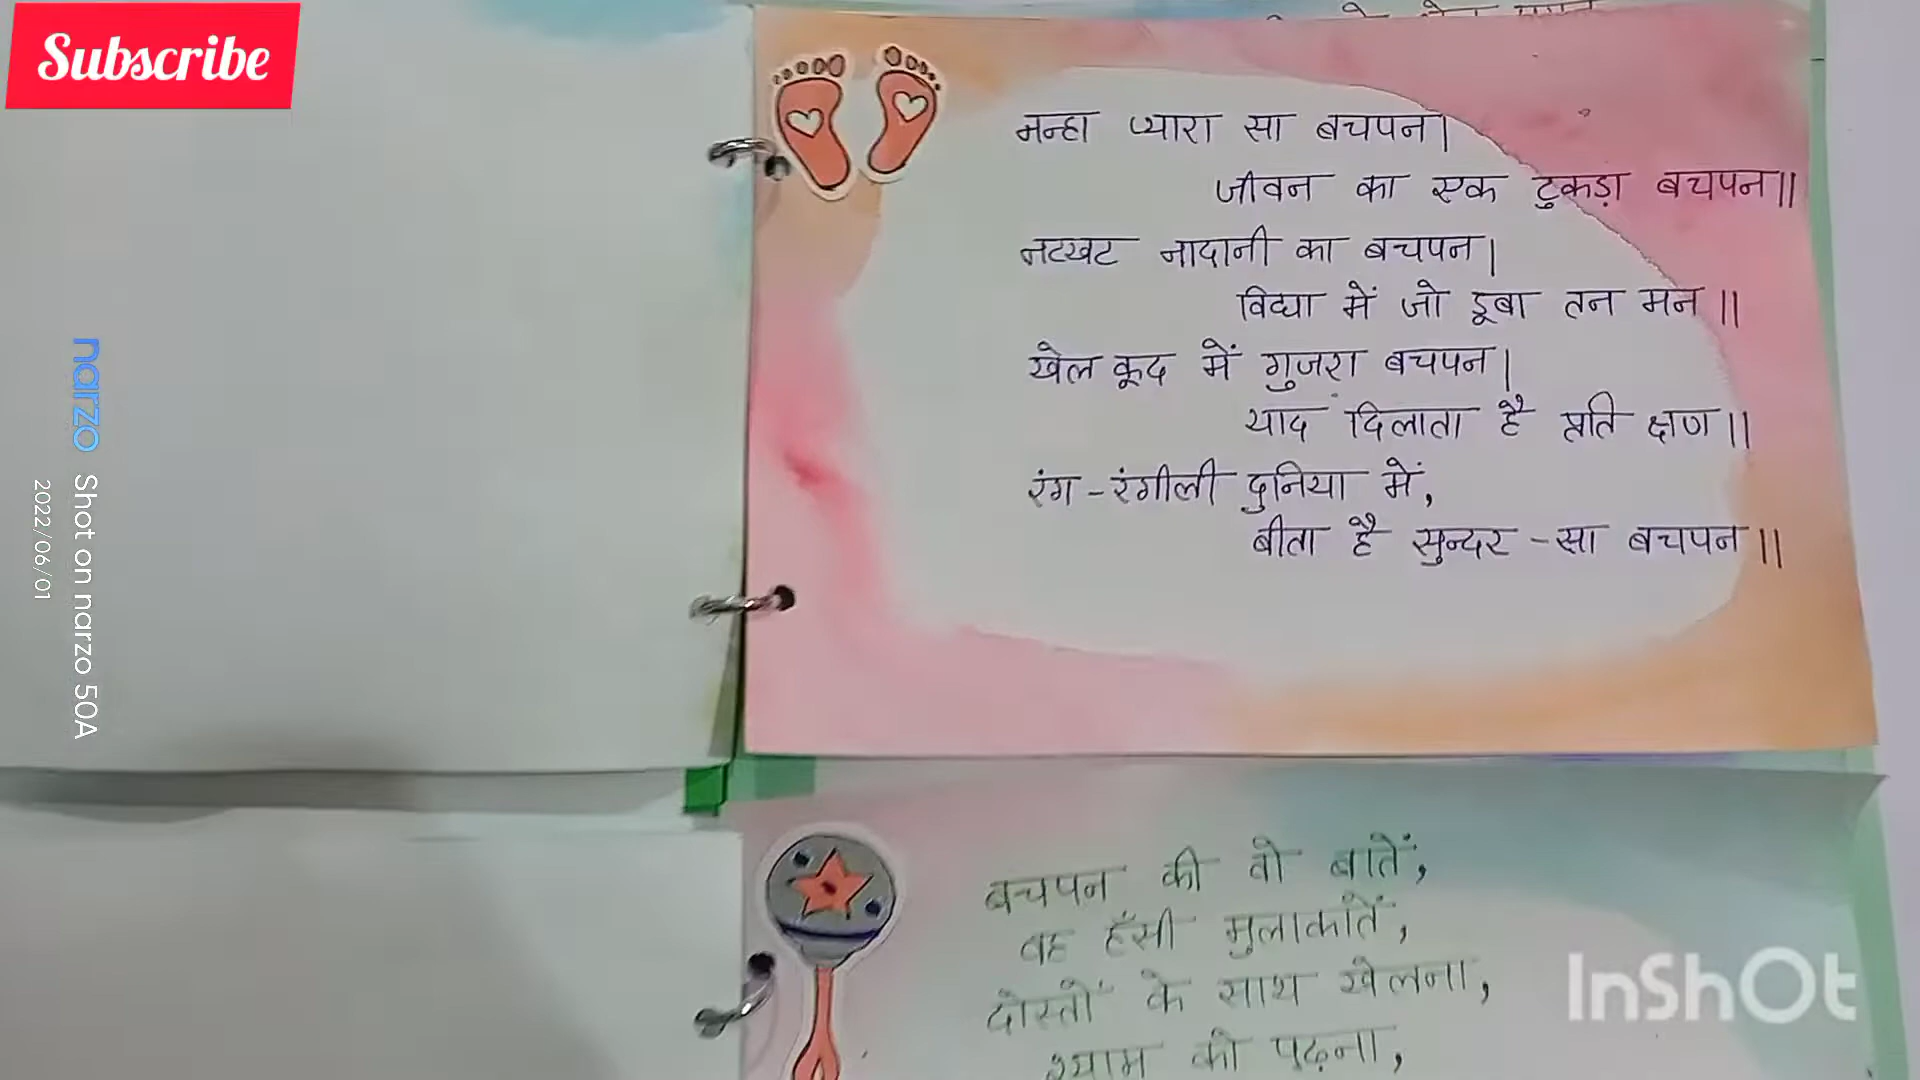 Subscribe
नन्हा प्यारा सा बचपन।
जीवन का एक टुकड़ा बचपन॥
नटखट नादानी का बचपन।
विद्या में जो डूबा तन मन॥
खेल कूद में गुजरा बचपन।
याद दिलाता है प्रति क्षण॥
रंग-रंगीली दुनिया में,
बीता है सुन्दर-सा बचपन॥
बचपन की वो बातें,
वह हँसी मुलाकातें,
दोस्तों के साथ खेलना,
श्याम को पढ़ना,
narzo Shot on narzo 50A
2022/06/01
InShOt